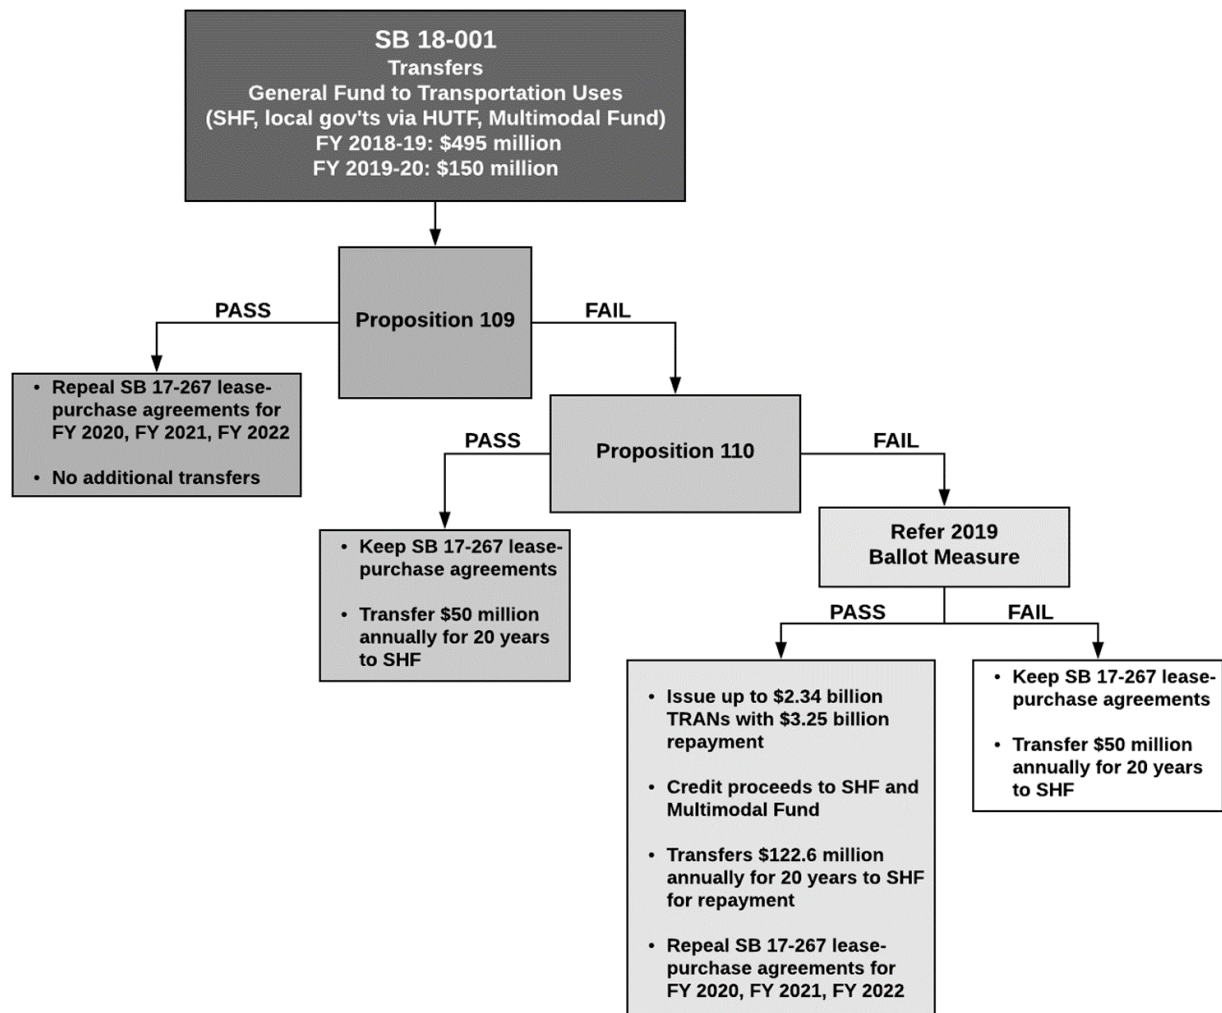 SB 18-001
Transfers
General Fund to Transportation Uses
(SHF, local gov'ts via HUTF, Multimodal Fund)
FY 2018-19: $495 million
FY 2019-20: $150 million
Proposition 109
PASS
FAIL
• Repeal SB 17-267 lease-
purchase agreements for
FY 2020, FY 2021, FY 2022
• No additional transfers
Proposition 110
PASS
FAIL
• Keep SB 17-267 lease-
purchase agreements
• Transfer $50 million
annually for 20 years
to SHF
Refer 2019
Ballot Measure
PASS
FAIL
• Issue up to $2.34 billion
TRANs with $3.25 billion
repayment
• Credit proceeds to SHF and
Multimodal Fund
• Transfers $122.6 million
annually for 20 years to SHF
for repayment
• Repeal SB 17-267 lease-
purchase agreements for
FY 2020, FY 2021, FY 2022
• Keep SB 17-267 lease-
purchase agreements
• Transfer $50 million
annually for 20 years
to SHF